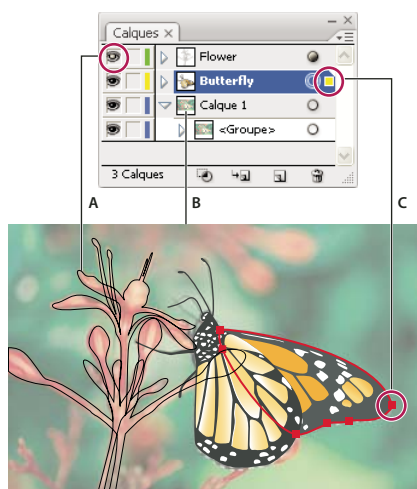 Calques ×
Flower
Butterfly
Calque 1
<Groupe>
3 Calques
A
B
C